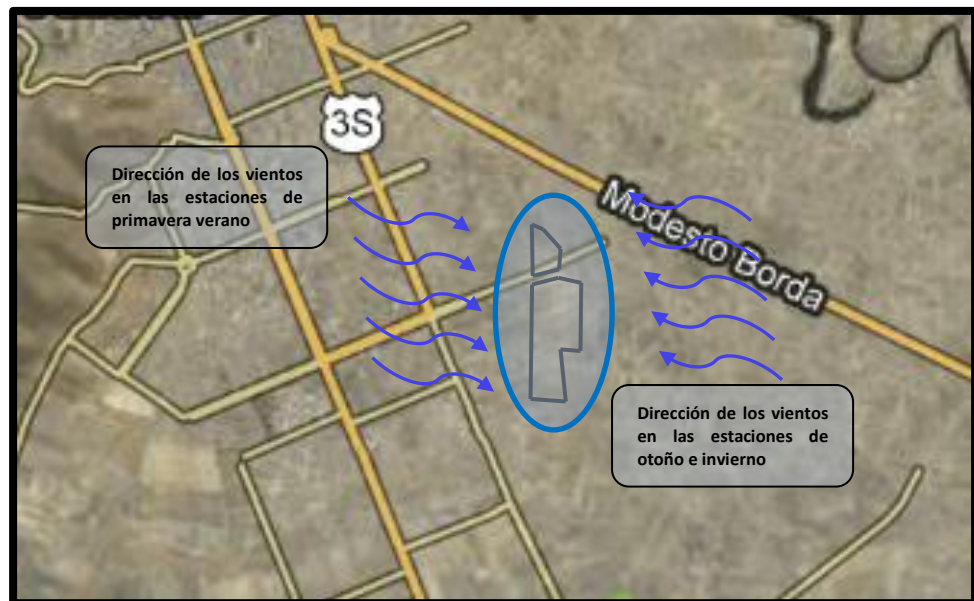 3S
Dirección de los vientos
en las estaciones de
primavera verano
Modesto Borda
Dirección de los vientos
en las estaciones de
otoño e invierno